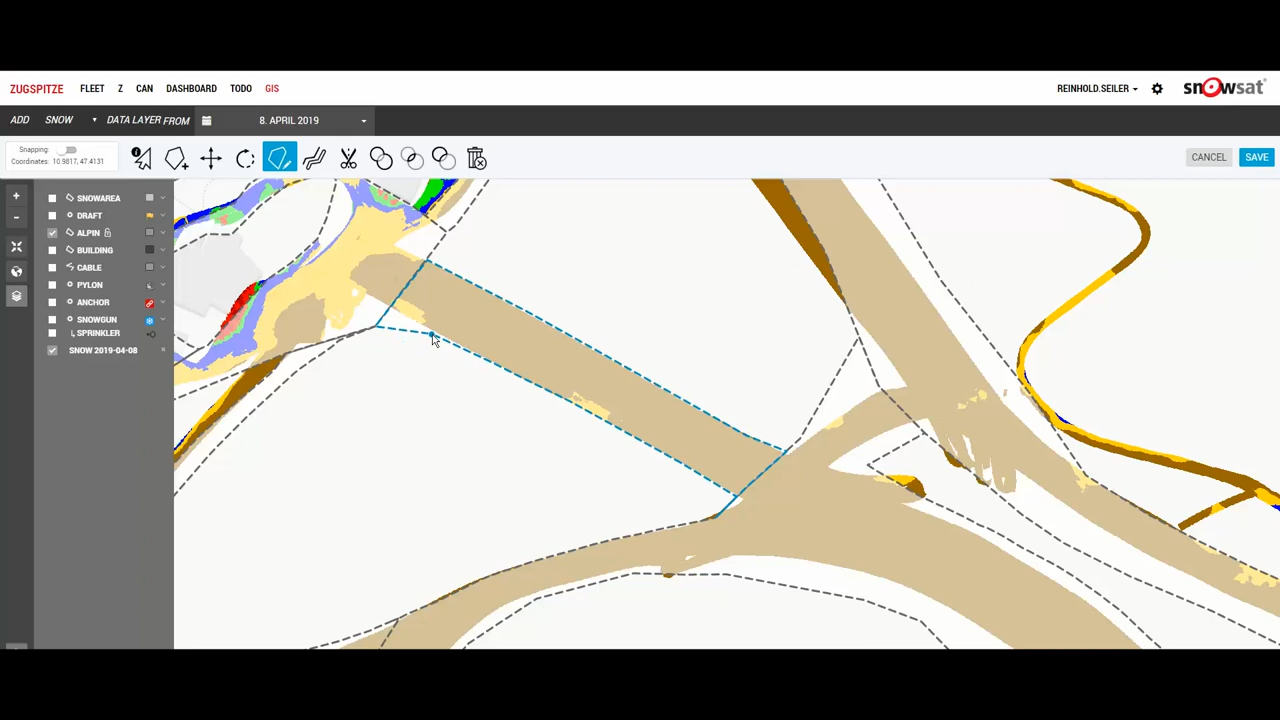 ZUGSPITZE FLEET Z CAN DASHBOARD TODO GIS REINHOLD.SEILER snowsat
ADD SNOW DATA LAYER FROM 8. APRIL 2019
Snapping:
Coordinates: 10.9817, 47.4131
CANCEL SAVE
SNOWAREA
DRAFT
ALPIN
BUILDING
CABLE
PYLON
ANCHOR
SNOWGUN
SPRINKLER
SNOW 2019-04-08